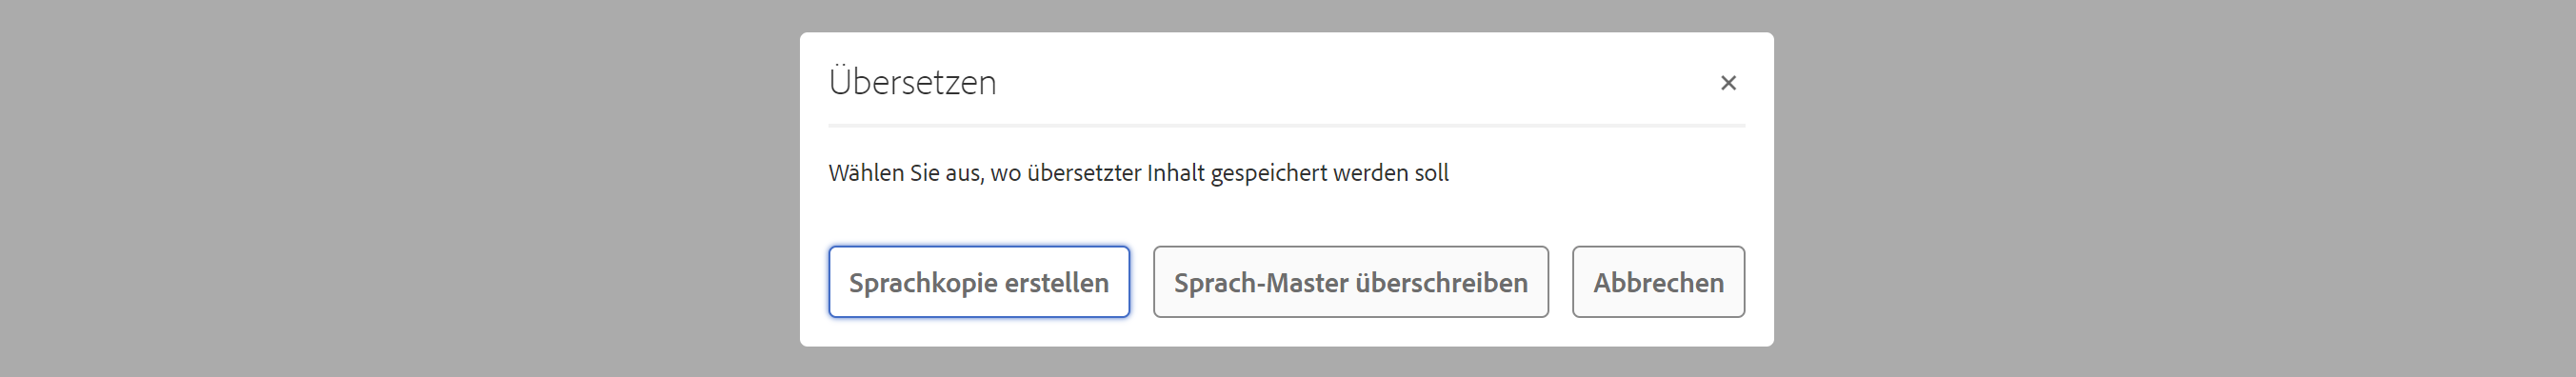 Übersetzen
Wählen Sie aus, wo übersetzter Inhalt gespeichert werden soll
Sprachkopie erstellen Sprach-Master überschreiben Abbrechen